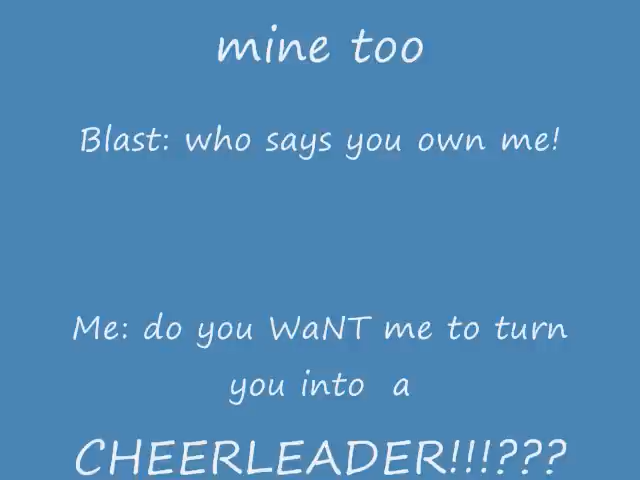 mine too
Blast: who says you own me!
Me: do you WaNT me to turn
you into a
CHEERLEADER!!!???